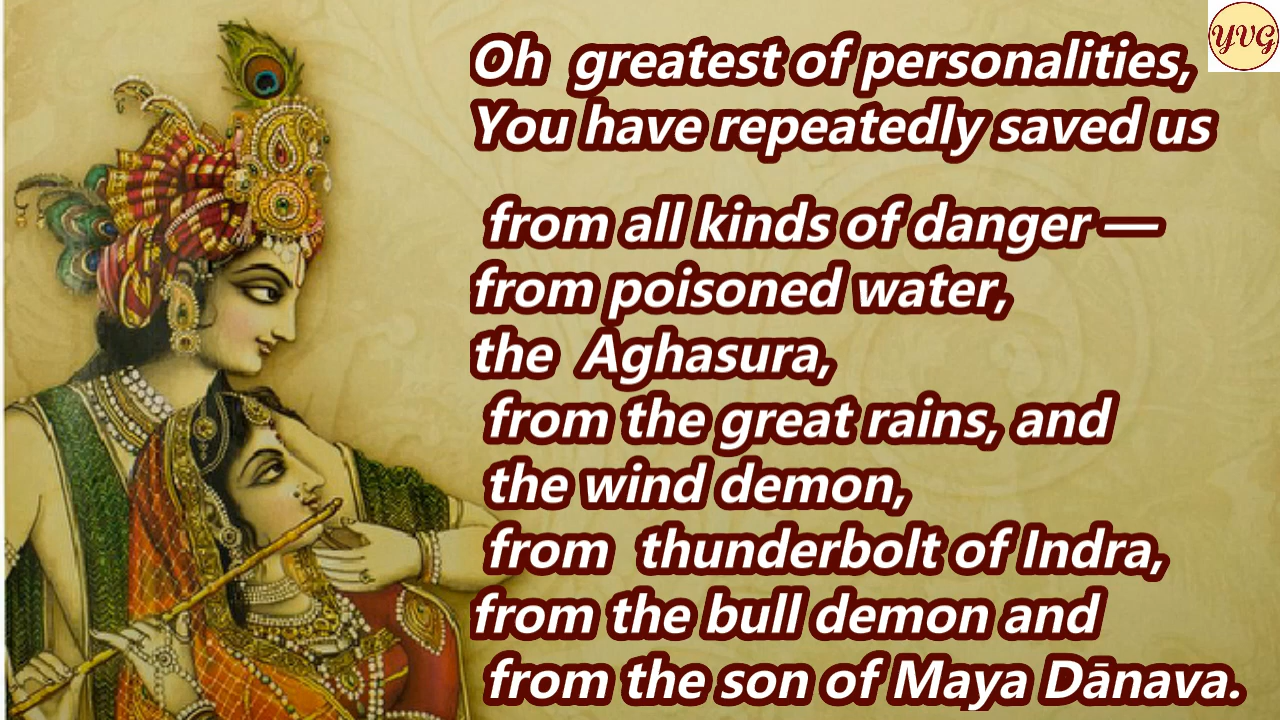 YVG
Oh greatest of personalities,
You have repeatedly saved us
from all kinds of danger —
from poisoned water,
the Aghasura,
from the great rains, and
the wind demon,
from thunderbolt of Indra,
from the bull demon and
from the son of Maya Dānava.